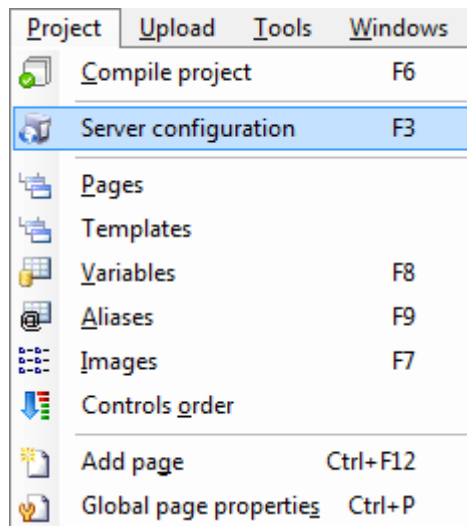 Project Upload Tools Windows
Compile project F6
Server configuration F3
Pages
Templates
Variables F8
Aliases F9
Images F7
Controls order
Add page Ctrl+F12
Global page properties Ctrl+P